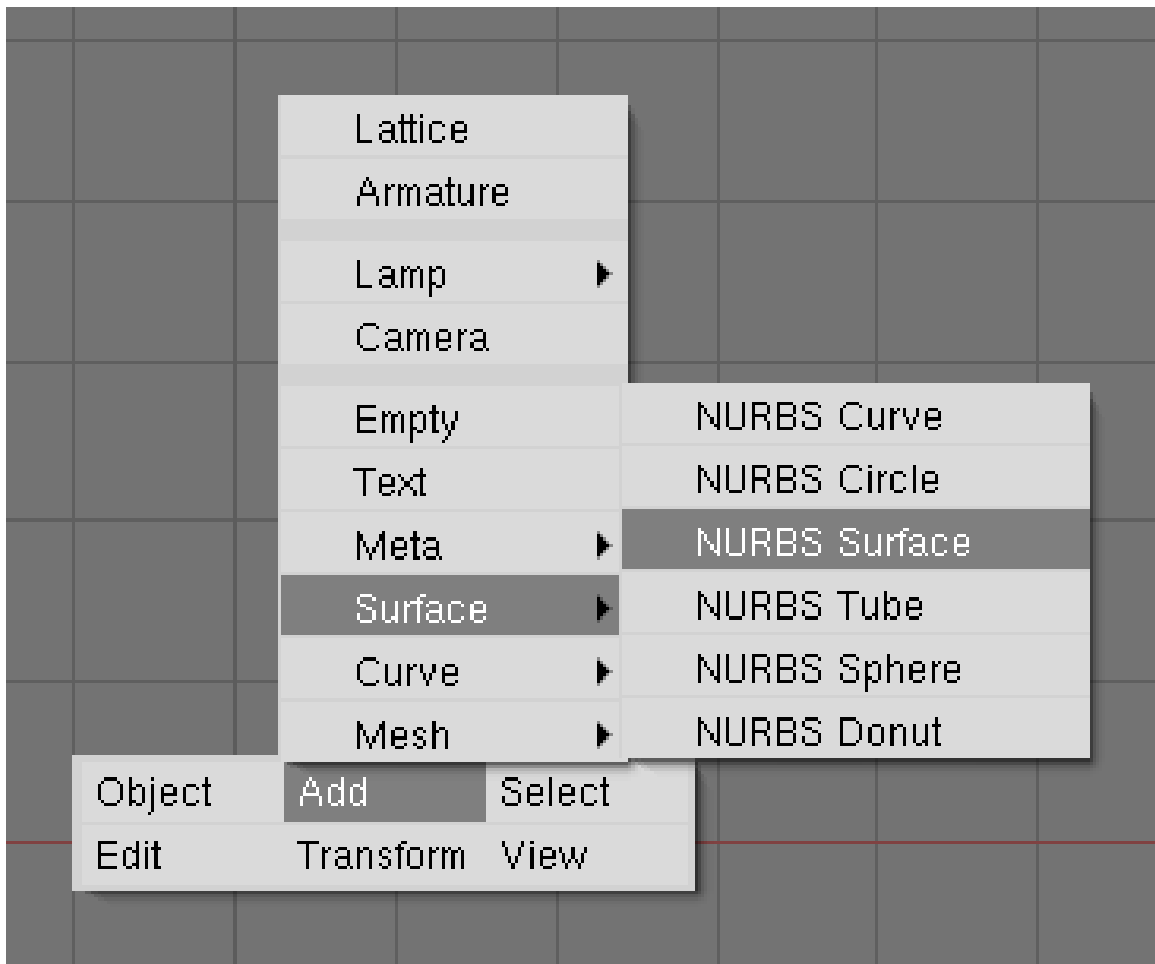 Lattice
Armature
Lamp
Camera
Empty
Text
Meta
Surface
Curve
Mesh
NURBS Curve
NURBS Circle
NURBS Surface
NURBS Tube
NURBS Sphere
NURBS Donut
Object Add Select
Edit Transform View